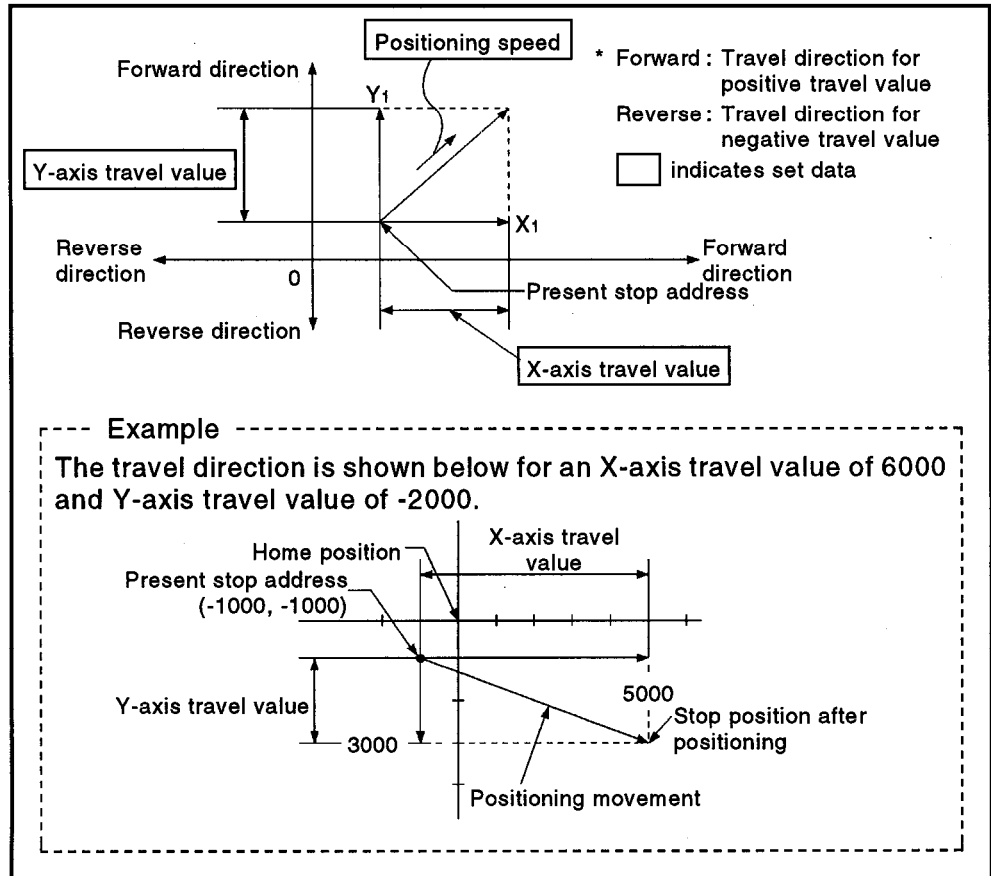 Positioning speed
Forward direction
* Forward : Travel direction for
positive travel value
Reverse : Travel direction for
negative travel value
indicates set data
Y1
Y-axis travel value
X1
Reverse
direction
0
Forward
direction
Present stop address
Reverse direction
X-axis travel value
Example
The travel direction is shown below for an X-axis travel value of 6000
and Y-axis travel value of -2000.
Home position
X-axis travel
value
Present stop address
(-1000, -1000)
Y-axis travel value
5000
3000
Stop position after
positioning
Positioning movement